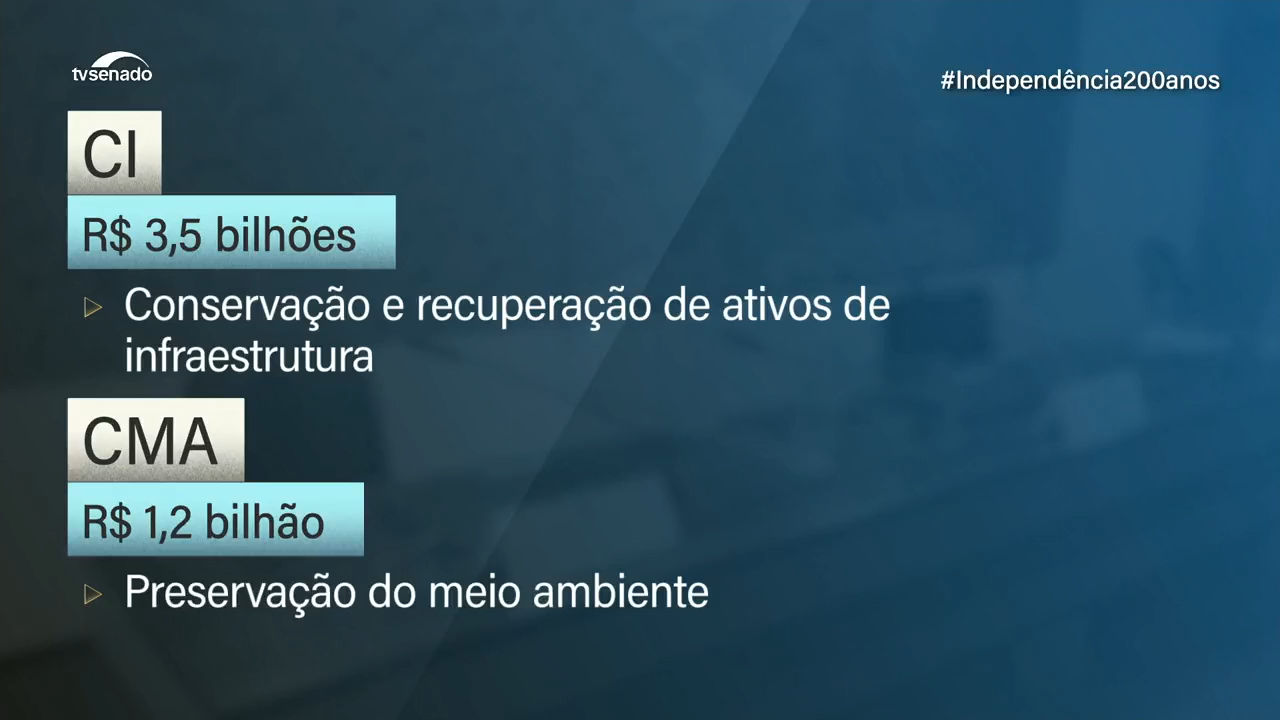 tvsenado
#Independência200anos
CI
R$ 3,5 bilhões
Conservação e recuperação de ativos de
infraestrutura
CMA
R$ 1,2 bilhão
Preservação do meio ambiente